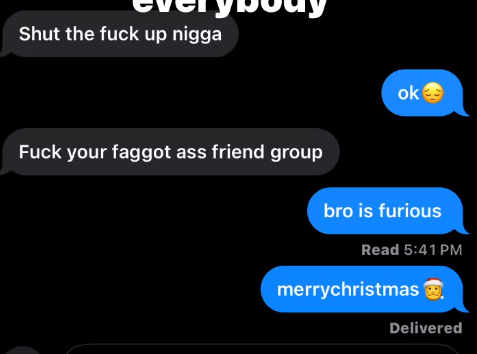 everybody
Shut the fuck up nigga
ok😔
Fuck your faggot ass friend group
bro is furious
Read 5:41 PM
merrychristmas🧑‍🎄
Delivered